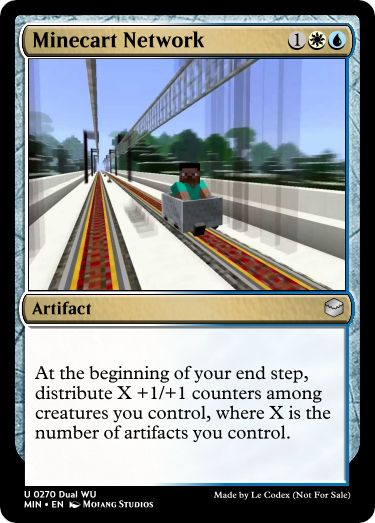 Minecart Network 1
Artifact
At the beginning of your end step,
distribute X +1/+1 counters among
creatures you control, where X is the
number of artifacts you control.
U 0270 Dual WU
MIN • EN Mojang Studios
Made by Le Codex (Not For Sale)